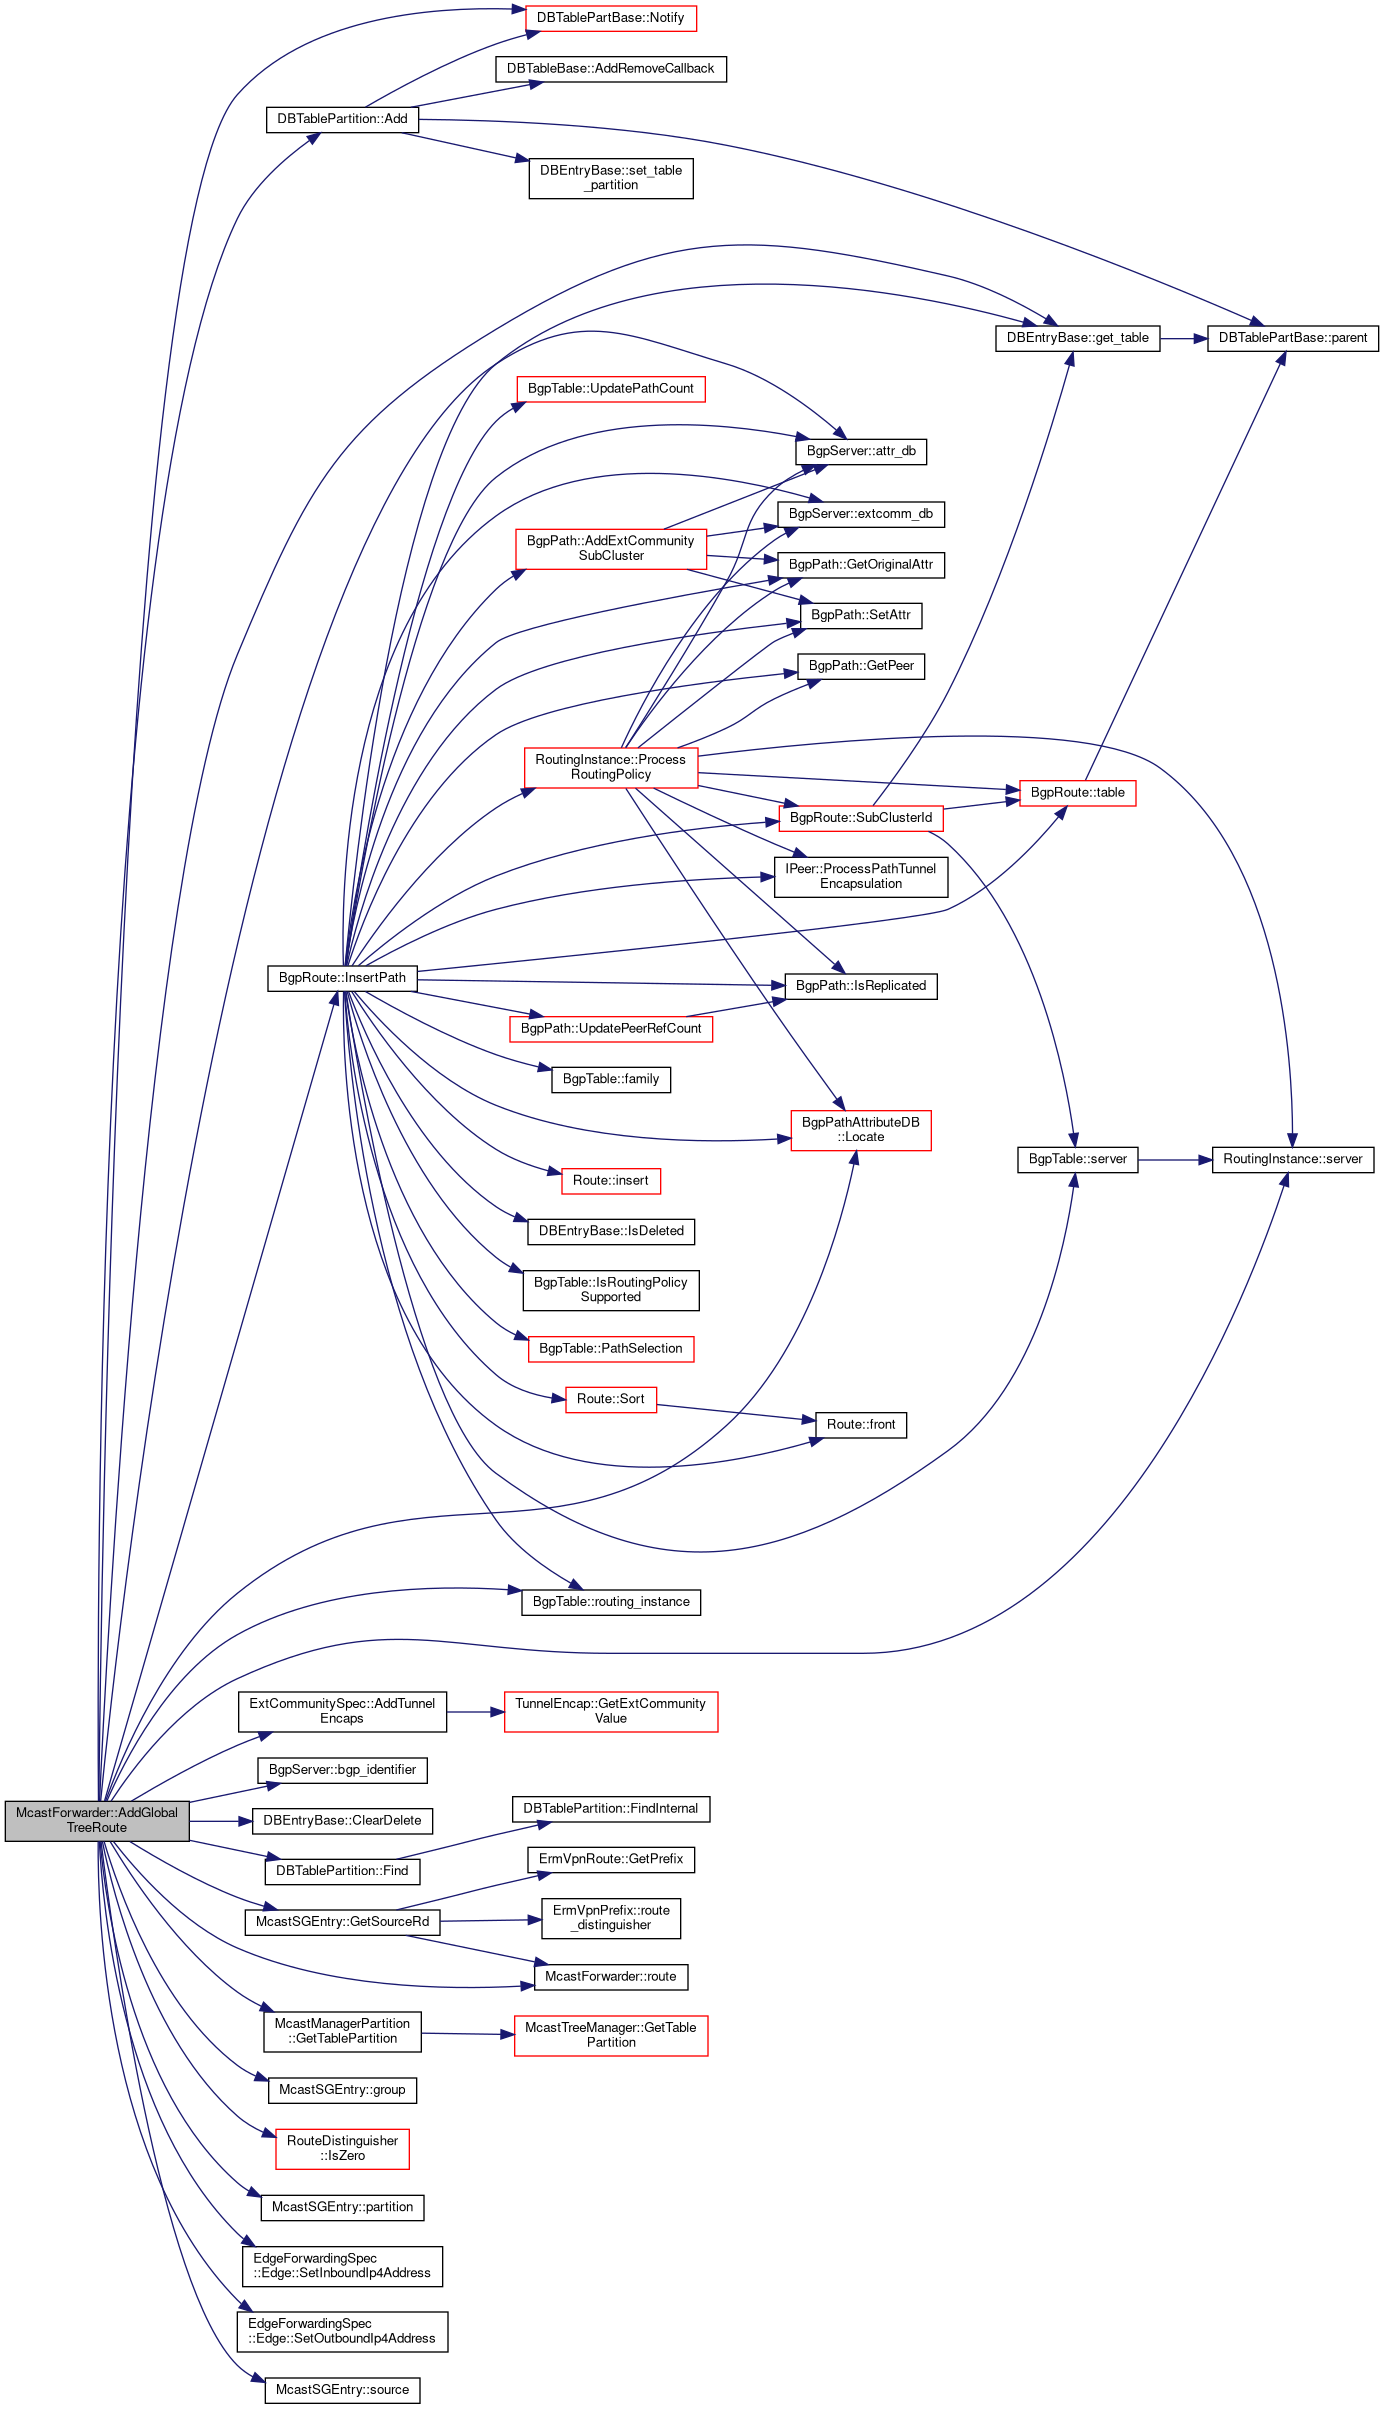 DBTablePartBase::Notify
DBTableBase::AddRemoveCallback
DBTablePartition::Add
DBEntryBase::set_table
_partition
DBEntryBase::get_table
DBTablePartBase::parent
BgpTable::UpdatePathCount
BgpServer::attr_db
BgpServer::extcomm_db
BgpPath::AddExtCommunity
SubCluster
BgpPath::GetOriginalAttr
BgpPath::SetAttr
BgpPath::GetPeer
RoutingInstance::Process
RoutingPolicy
BgpRoute::table
BgpRoute::SubClusterId
IPeer::ProcessPathTunnel
Encapsulation
BgpRoute::InsertPath
BgpPath::IsReplicated
BgpPath::UpdatePeerRefCount
BgpTable::family
BgpPathAttributeDB
::Locate
BgpTable::server
RoutingInstance::server
Route::insert
DBEntryBase::IsDeleted
BgpTable::IsRoutingPolicy
Supported
BgpTable::PathSelection
Route::Sort
Route::front
BgpTable::routing_instance
ExtCommunitySpec::AddTunnel
Encaps
TunnelEncap::GetExtCommunity
Value
BgpServer::bgp_identifier
McastForwarder::AddGlobal
TreeRoute
DBEntryBase::ClearDelete
DBTablePartition::FindInternal
DBTablePartition::Find
ErmVpnRoute::GetPrefix
McastSGEntry::GetSourceRd
ErmVpnPrefix::route
_distinguisher
McastForwarder::route
McastManagerPartition
::GetTablePartition
McastTreeManager::GetTable
Partition
McastSGEntry::group
RouteDistinguisher
::IsZero
McastSGEntry::partition
EdgeForwardingSpec
::Edge::SetInboundIp4Address
EdgeForwardingSpec
::Edge::SetOutboundIp4Address
McastSGEntry::source